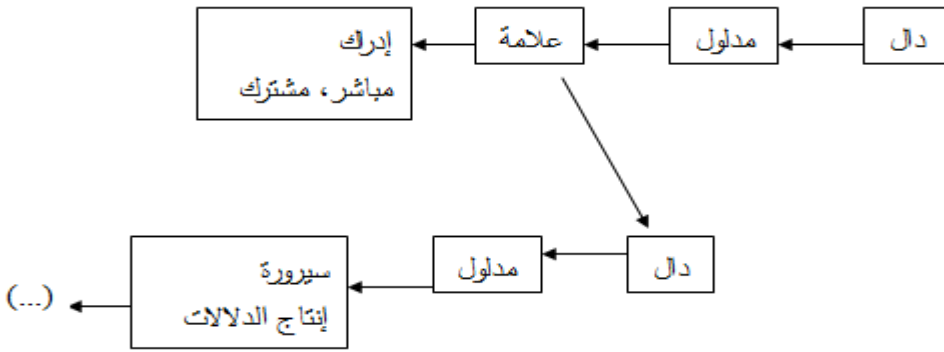 دال
مدلول
علامة
إدراك
مباشر، مشترك
دال
مدلول
سيرورة
إنتاج الدلالات
(...)